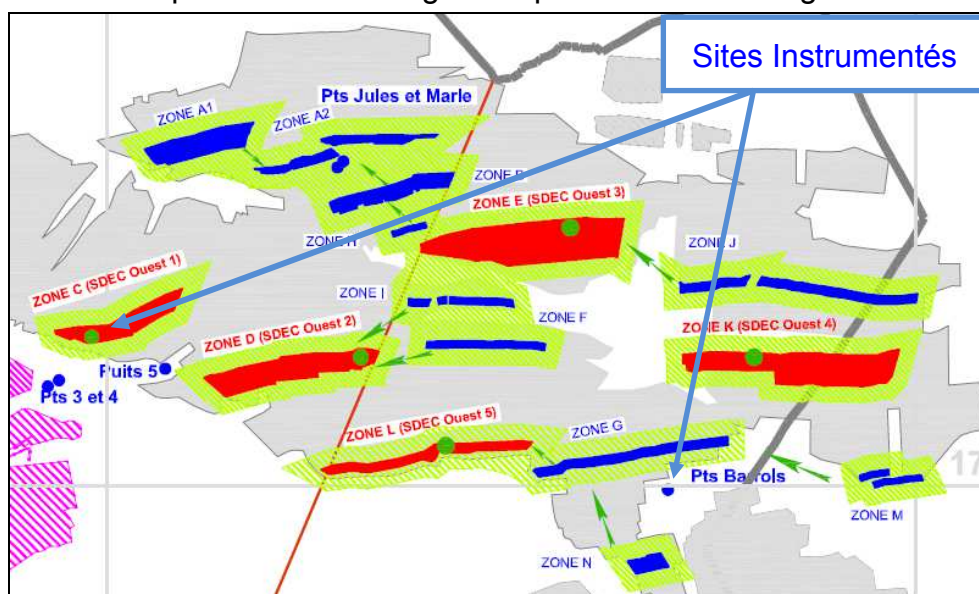 Sites Instrumentés
ZONE A1
ZONE A2
Pts Jules et Marle
ZONE E (SDEC Ouest 3)
ZONE J
ZONE C (SDEC Ouest 1)
ZONE I
ZONE F
ZONE D (SDEC Ouest 2)
ZONE K (SDEC Ouest 4)
Puits 5
Pts 3 et 4
ZONE L (SDEC Ouest 5)
ZONE G
Pts Barrois
17
ZONE M
ZONE N